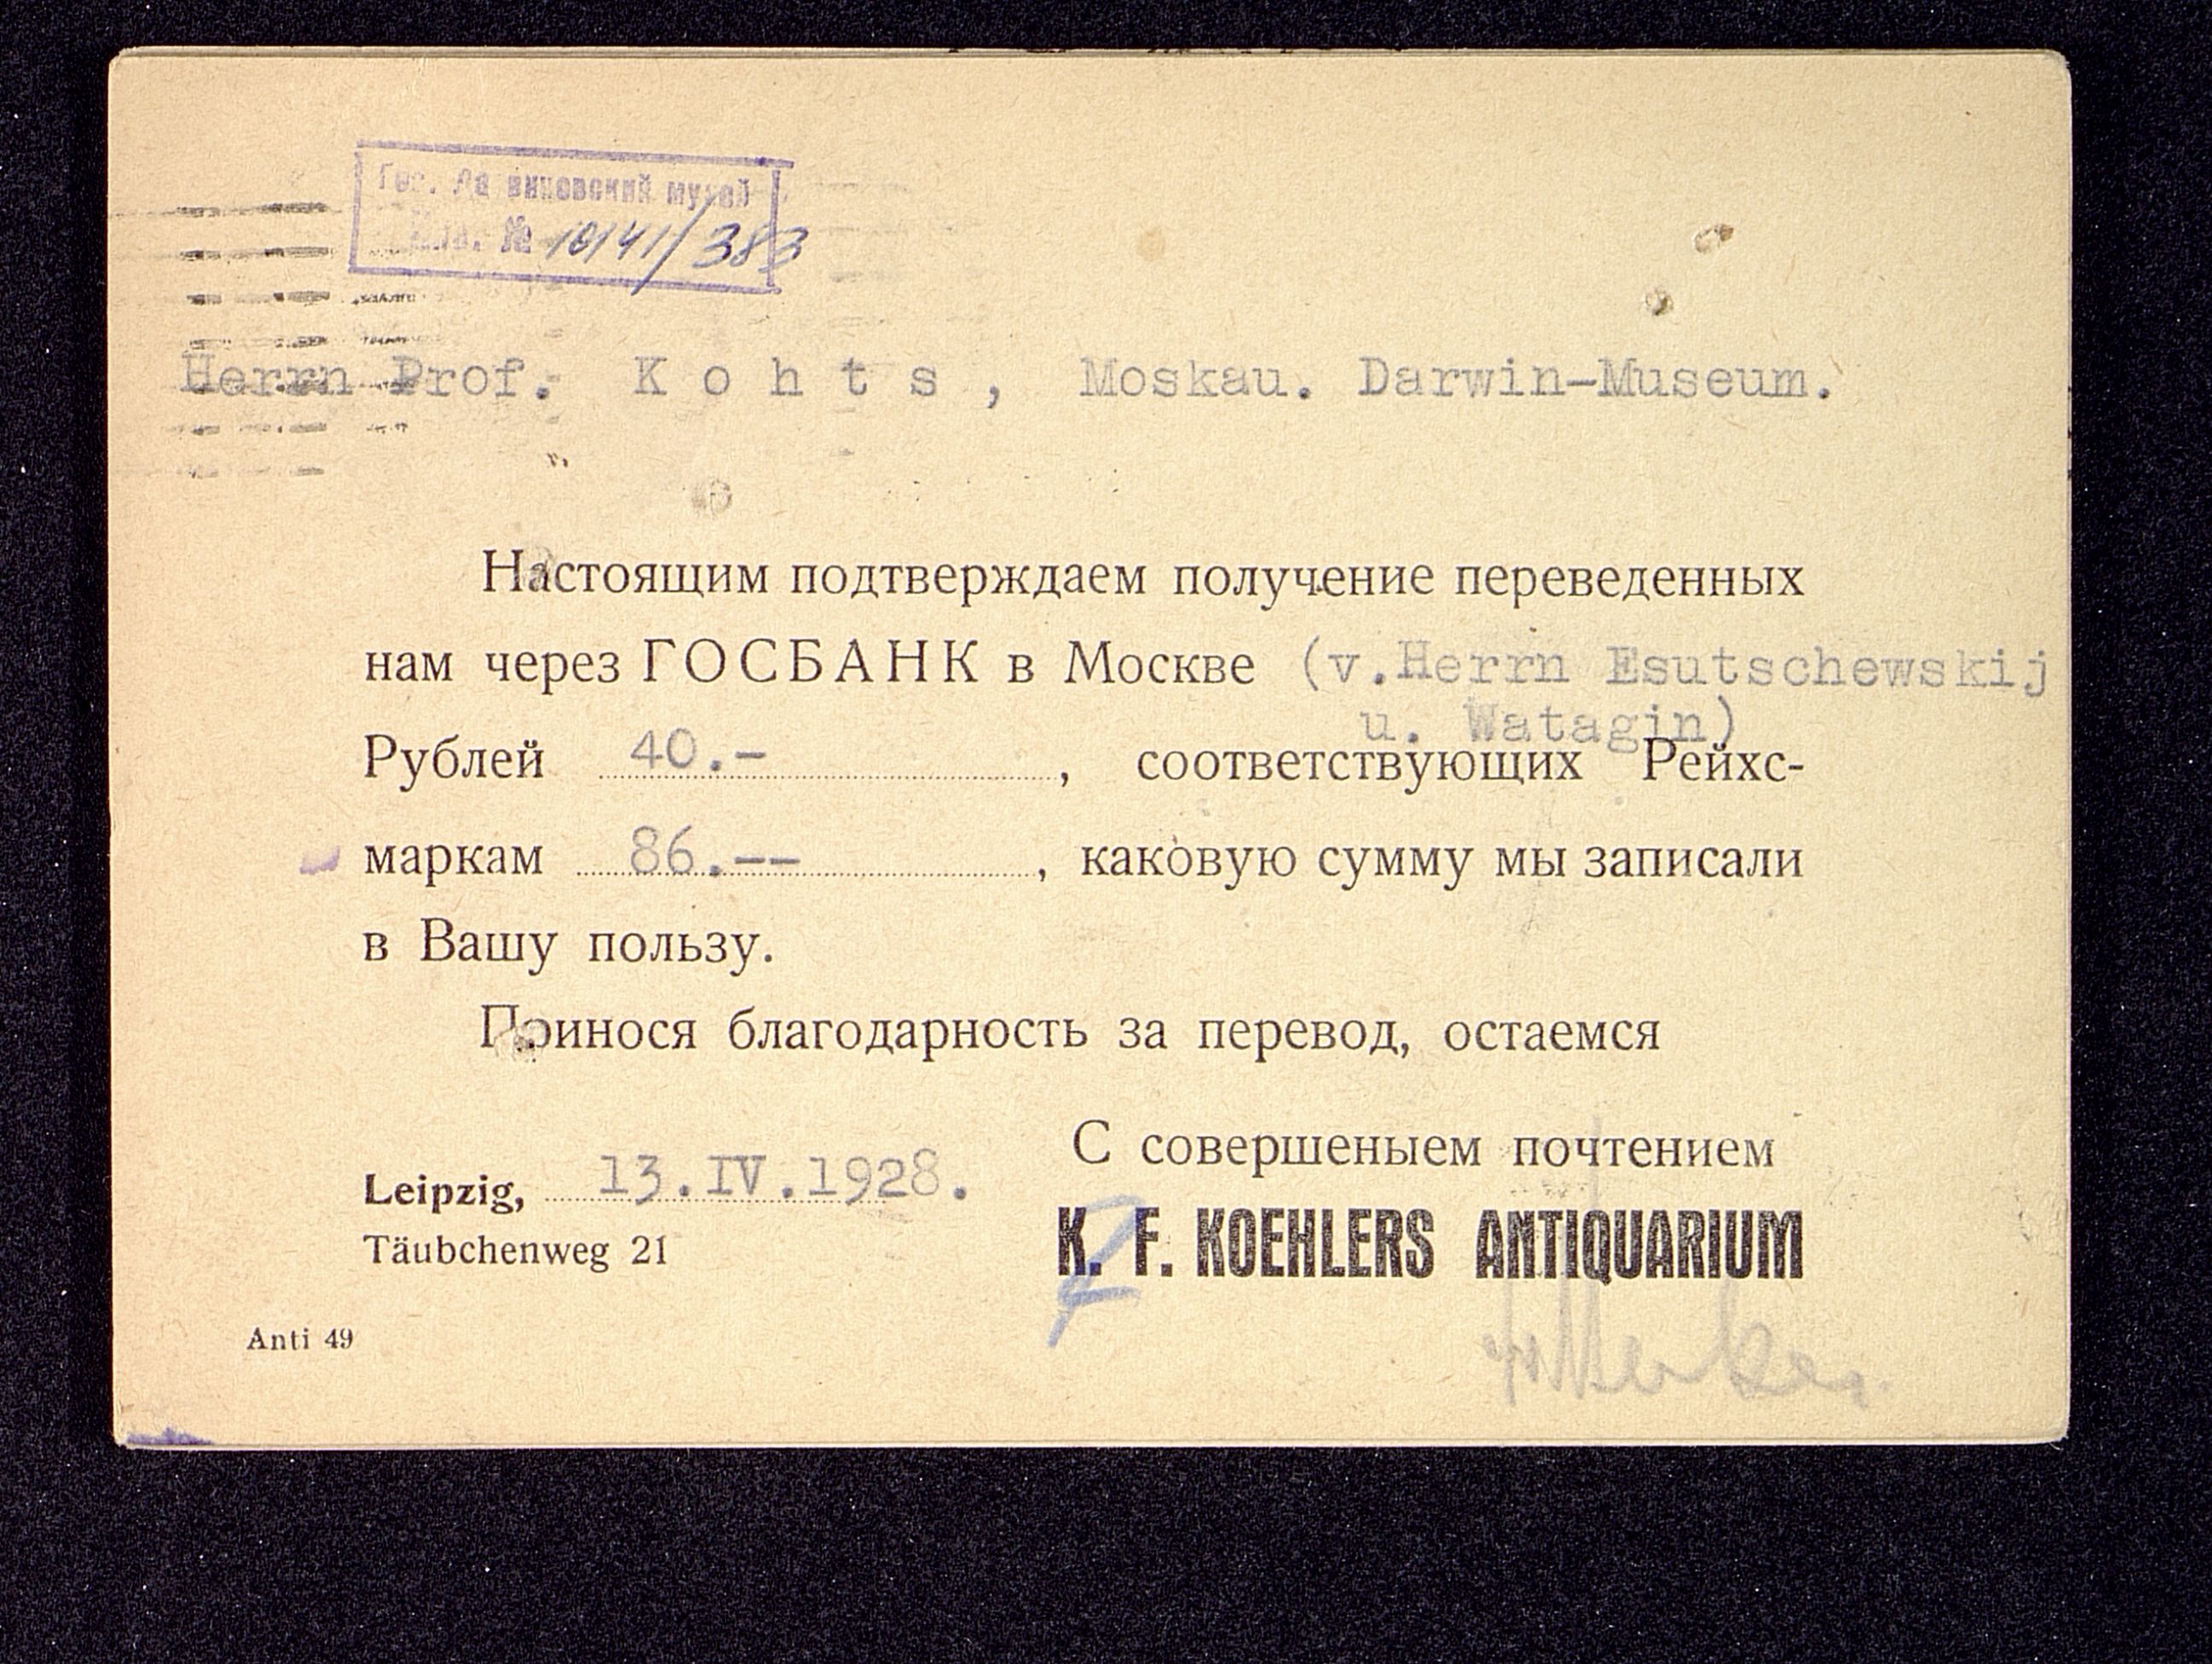 Гос. Дарвиновский музей
Инв. № 10141/383
Herrn Prof. K o h t s , Moskau. Darwin-Museum.
Настоящим подтверждаем получение переведенных
нам через ГОСБАНК в Москве (v.Herrn Esutschewskij
u. Watagin)
Рублей 40.- , соответствующих Рейхс-
маркам 86.-- , каковую сумму мы записали
в Вашу пользу.
Принося благодарность за перевод, остаемся
С совершеныем почтением
Leipzig, 13.IV.1928.
Täubchenweg 21
K. F. KOEHLERS ANTIQUARIUM
Anti 49